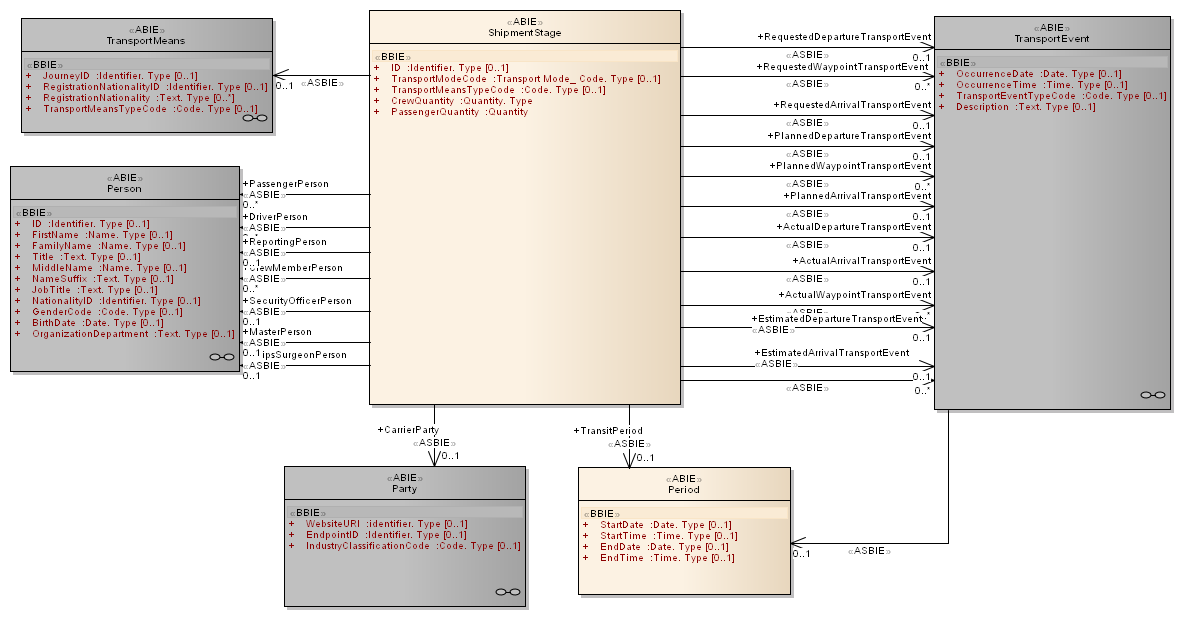 «ABIE»
TransportMeans
«BBIE»
+ JourneyID :Identifier. Type [0..1]
+ RegistrationNationalityID :Identifier. Type [0..1]
+ RegistrationNationality :Text. Type [0..*]
+ TransportMeansTypeCode :Code. Type [0..1]
0..1
«ASBIE»
«ABIE»
ShipmentStage
«BBIE»
+ ID :Identifier. Type [0..1]
+ TransportModeCode :Transport Mode_ Code. Type [0..1]
+ TransportMeansTypeCode :Code. Type [0..1]
+ CrewQuantity :Quantity. Type
+ PassengerQuantity :Quantity
+RequestedDepartureTransportEvent
«ASBIE»
0..1
+RequestedWaypointTransportEvent
«ASBIE»
0..*
+RequestedArrivalTransportEvent
«ASBIE»
0..1
+PlannedDepartureTransportEvent
«ASBIE»
0..1
+PlannedWaypointTransportEvent
«ASBIE»
0..*
+PlannedArrivalTransportEvent
«ASBIE»
0..1
+ActualDepartureTransportEvent
«ASBIE»
0..1
+ActualArrivalTransportEvent
«ASBIE»
0..1
+ActualWaypointTransportEvent
«ASBIE»
+EstimatedDepartureTransportEvent
«ASBIE»
0..1
+EstimatedArrivalTransportEvent
«ASBIE»
0..1
«ASBIE»
0..*
«ABIE»
TransportEvent
«BBIE»
+ OccurrenceDate :Date. Type [0..1]
+ OccurrenceTime :Time. Type [0..1]
+ TransportEventTypeCode :Code. Type [0..1]
+ Description :Text. Type [0..1]
«ABIE»
Person
«BBIE»
+ ID :Identifier. Type [0..1]
+ FirstName :Name. Type [0..1]
+ FamilyName :Name. Type [0..1]
+ Title :Text. Type [0..1]
+ MiddleName :Name. Type [0..1]
+ NameSuffix :Text. Type [0..1]
+ JobTitle :Text. Type [0..1]
+ NationalityID :Identifier. Type [0..1]
+ GenderCode :Code. Type [0..1]
+ BirthDate :Date. Type [0..1]
+ OrganizationDepartment :Text. Type [0..1]
+PassengerPerson
«ASBIE»
0..*
+DriverPerson
«ASBIE»
+ReportingPerson
«ASBIE»
0..1
CrewMemberPerson
«ASBIE»
0..*
+SecurityOfficerPerson
«ASBIE»
0..1
+MasterPerson
«ASBIE»
0..1
ipsSurgeonPerson
«ASBIE»
0..1
+CarrierParty
«ASBIE»
0..1
+TransitPeriod
«ASBIE»
0..1
«ABIE»
Party
«BBIE»
+ WebsiteURI :identifier. Type [0..1]
+ EndpointID :Identifier. Type [0..1]
+ IndustryClassificationCode :Code. Type [0..1]
«ABIE»
Period
«BBIE»
+ StartDate :Date. Type [0..1]
+ StartTime :Time. Type [0..1]
+ EndDate :Date. Type [0..1]
+ EndTime :Time. Type [0..1]
0..1
«ASBIE»